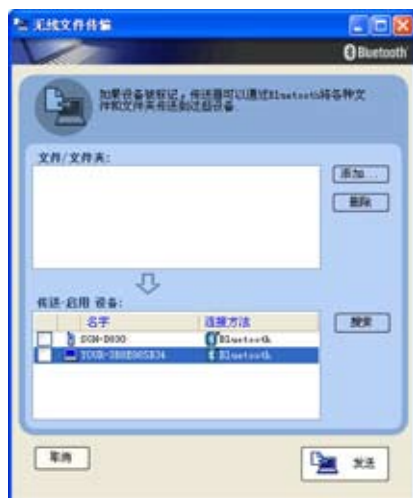 无线文件传输
Bluetooth
如果设备被标记，传送器可以通过Bluetooth将各种文
件和文件夹传送到这些设备.
文件/文件夹:
添加...
删除
传送-启用 设备:
搜索
名字 连接方法
SGH-D830 Bluetooth
Bluetooth
取消
发送